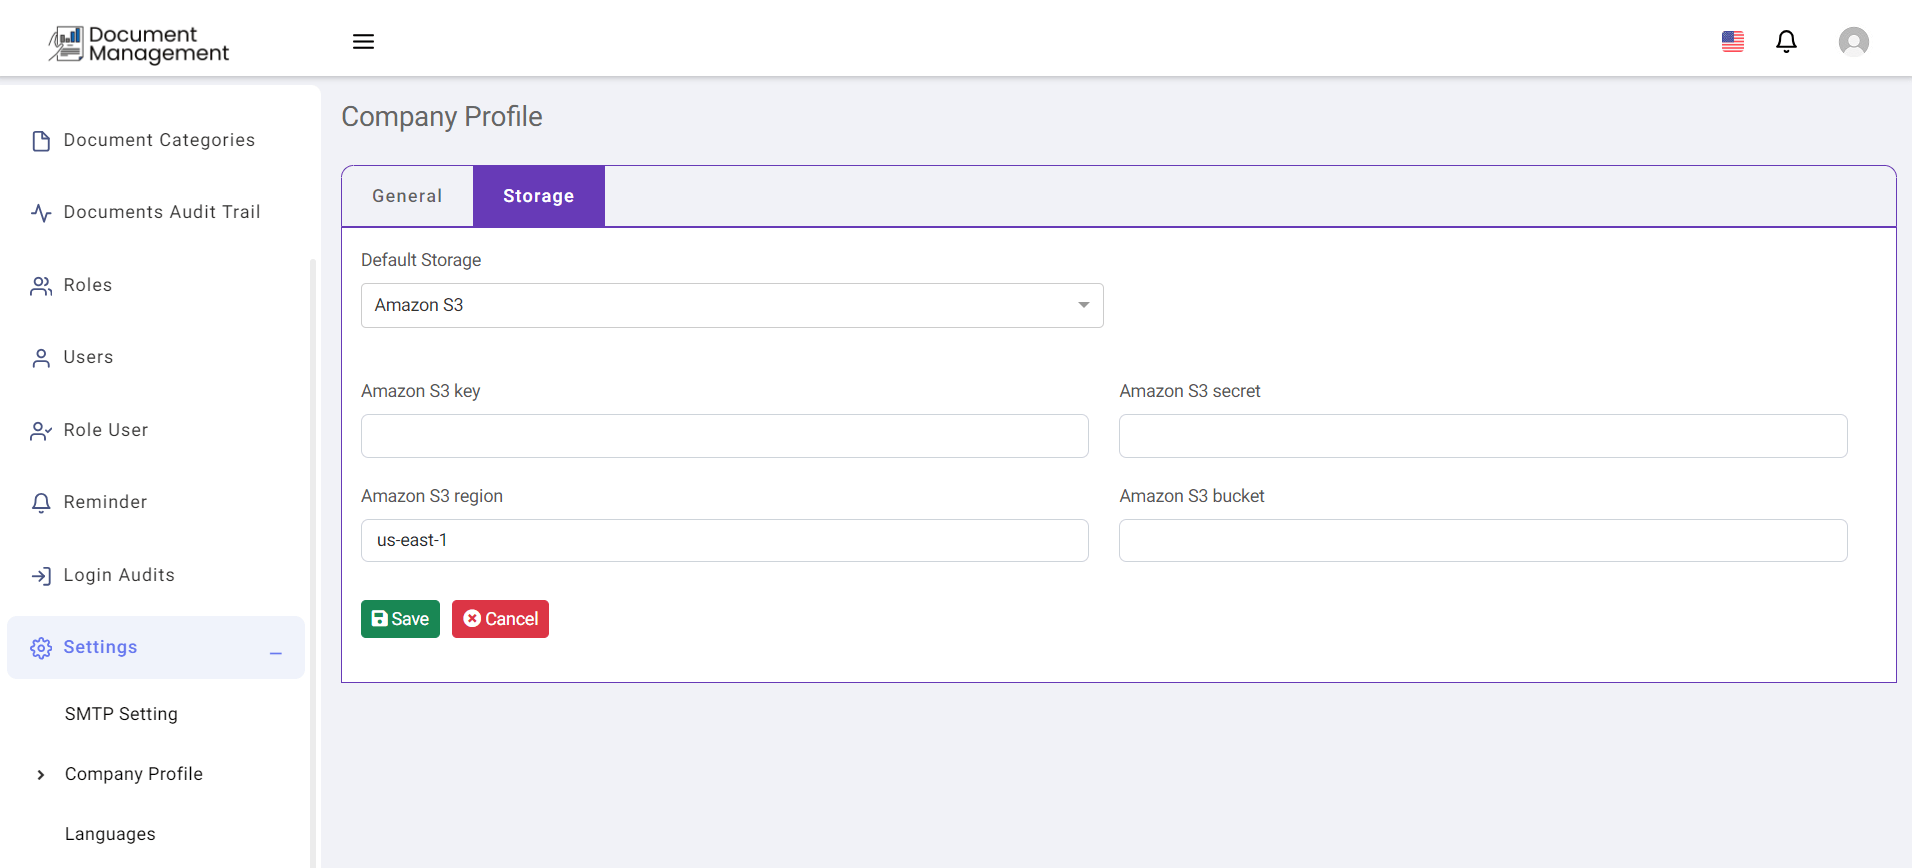 Document
Management
Document Categories
Documents Audit Trail
Roles
Users
Role User
Reminder
Login Audits
Settings
SMTP Setting
Company Profile
Languages
Company Profile
General
Storage
Default Storage
Amazon S3
Amazon S3 key
Amazon S3 secret
Amazon S3 region
Amazon S3 bucket
us-east-1
Save
Cancel